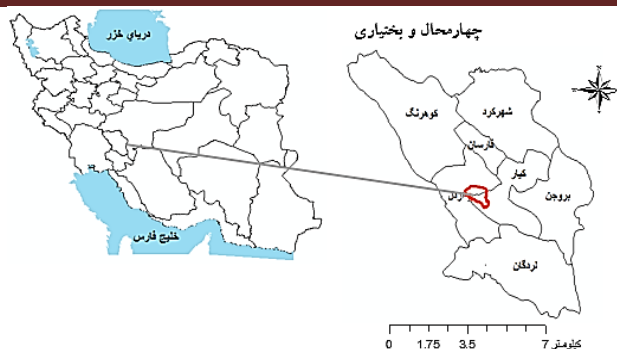 دریای خزر
خلیج فارس
چهارمحال و بختیاری
کوهرنگ
شهرکرد
فارسان
کیار
بروجن
لردگان
0 1.75 3.5 7 کیلومتر